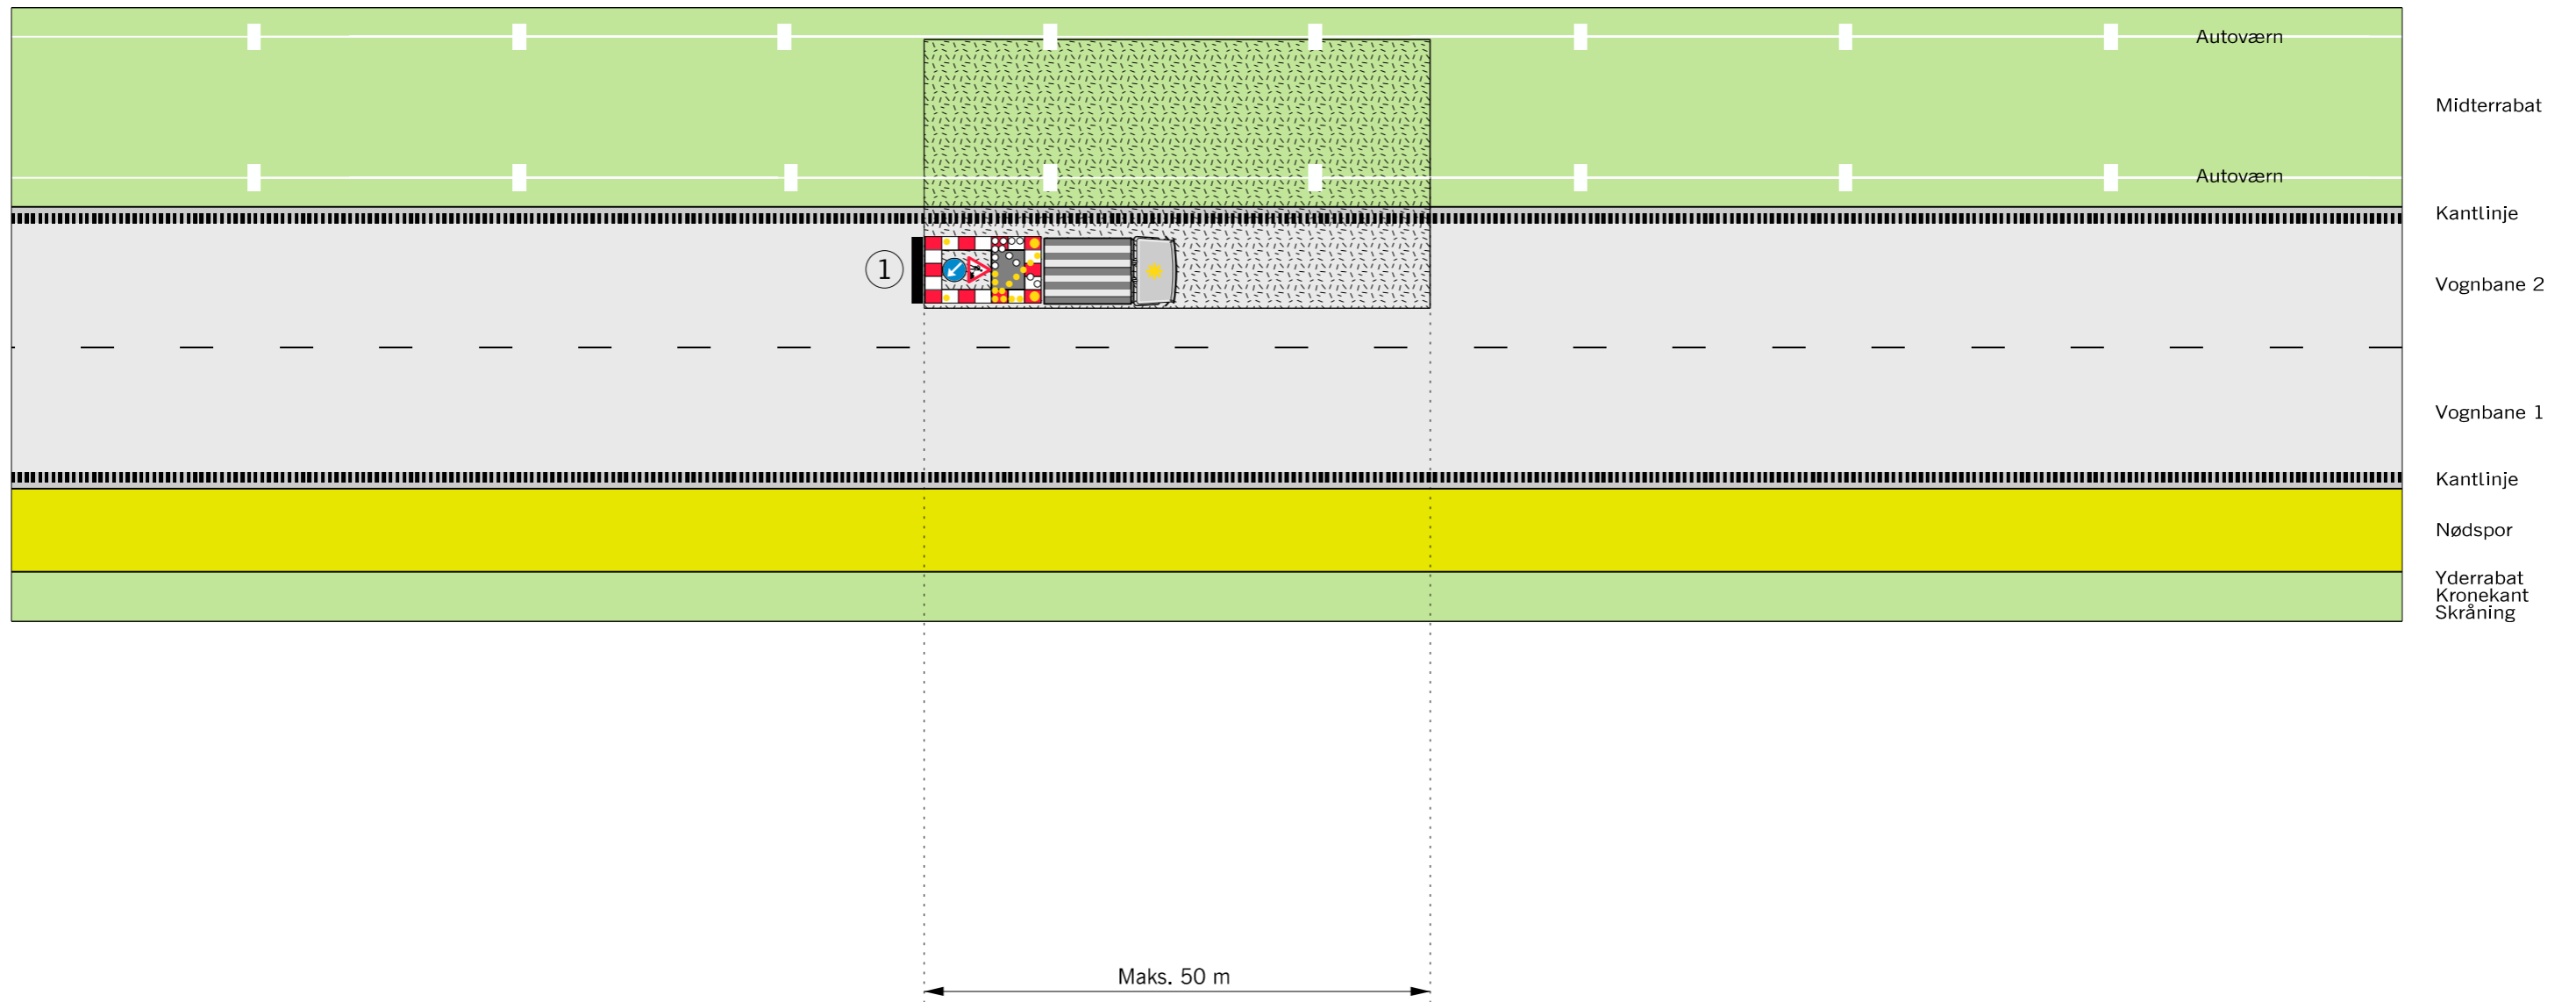 Autoværn
Midterrabat
Autoværn
Kantlinje
1
Vognbane 2
Vognbane 1
Kantlinje
Nødspor
Yderrabat
Kronekant
Skråning
Maks. 50 m